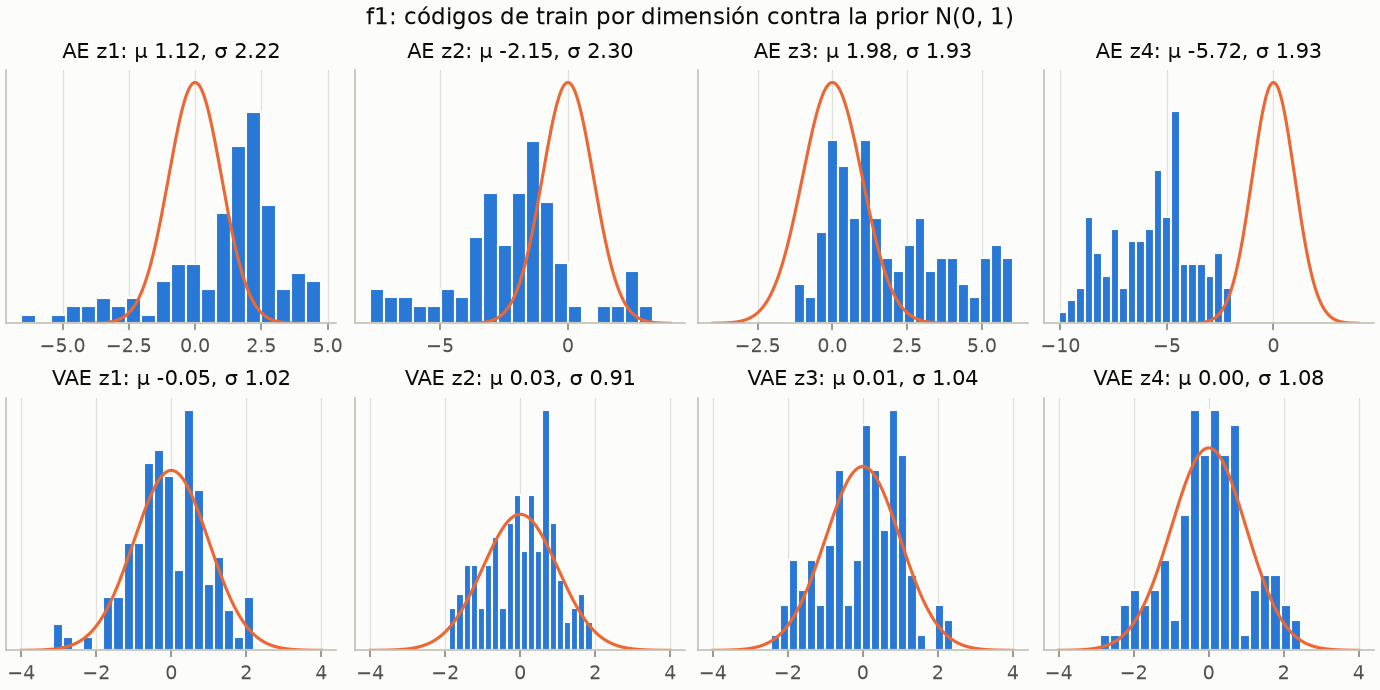 f1: códigos de train por dimensión contra la prior N(0, 1)
AE z1: μ 1.12, σ 2.22
AE z2: μ -2.15, σ 2.30
AE z3: μ 1.98, σ 1.93
AE z4: μ -5.72, σ 1.93
−5.0 −2.5 0.0 2.5 5.0
−5 0
−2.5 0.0 2.5 5.0
−10 −5 0
VAE z1: μ -0.05, σ 1.02
VAE z2: μ 0.03, σ 0.91
VAE z3: μ 0.01, σ 1.04
VAE z4: μ 0.00, σ 1.08
−4 −2 0 2 4
−4 −2 0 2 4
−4 −2 0 2 4
−4 −2 0 2 4